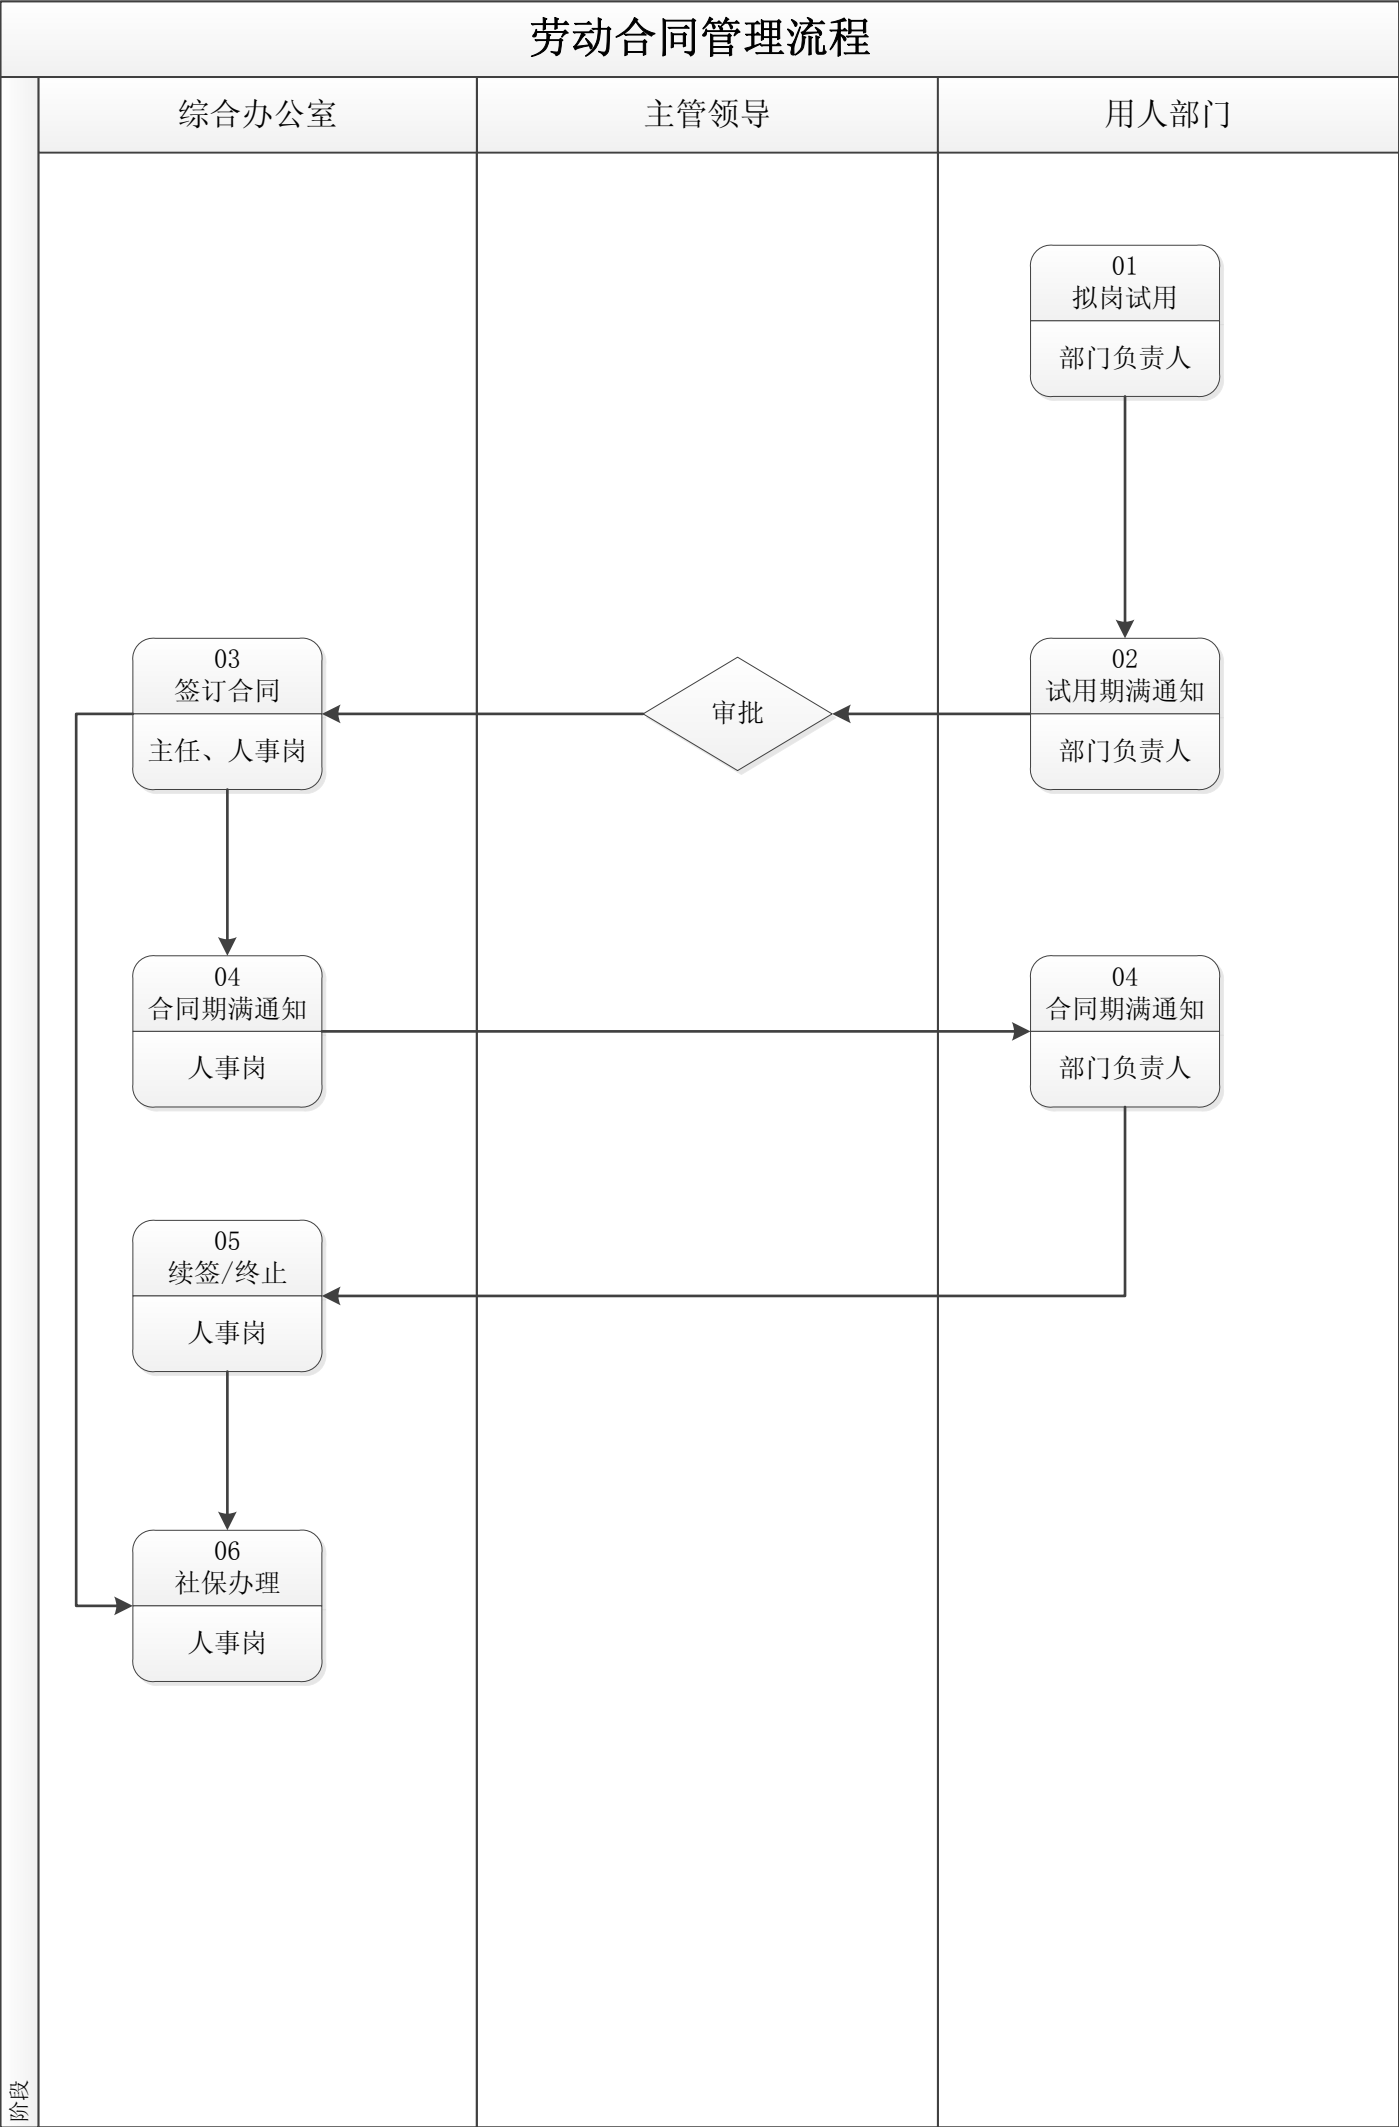 劳动合同管理流程
综合办公室
主管领导
用人部门
01
拟岗试用
部门负责人
03
签订合同
主任、人事岗
审批
02
试用期满通知
部门负责人
04
合同期满通知
人事岗
04
合同期满通知
部门负责人
05
续签/终止
人事岗
06
社保办理
人事岗
阶段